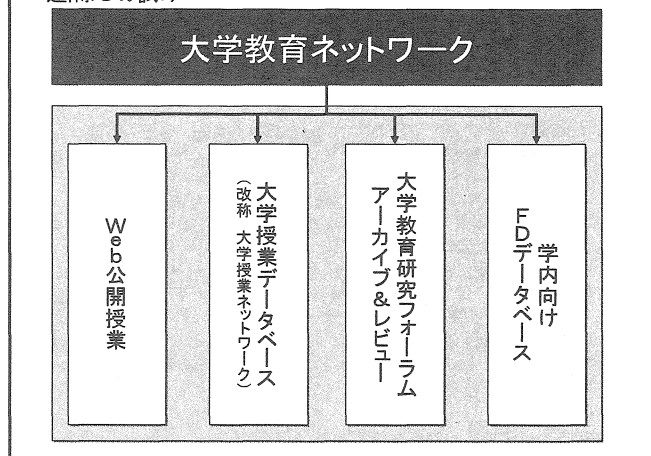 大学教育ネットワーク
Web公開授業
大学授業データベース
(改称 大学授業ネットワーク)
大学教育研究フォーラム
アーカイブ&レビュー
学内向け
FDデータベース